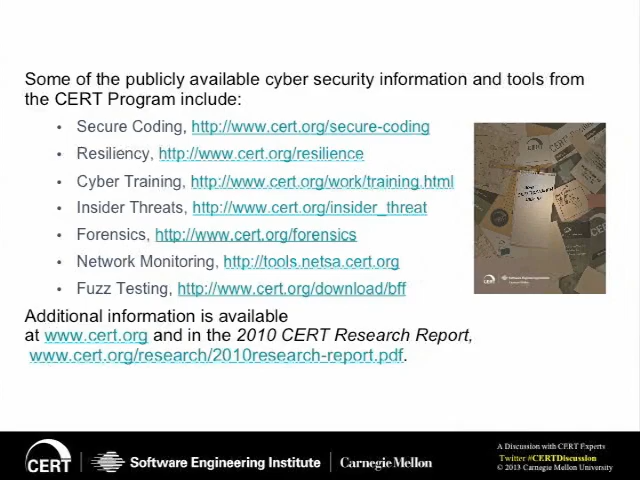 Some of the publicly available cyber security information and tools from
the CERT Program include:
• Secure Coding, http://www.cert.org/secure-coding
• Resiliency, http://www.cert.org/resilience
• Cyber Training, http://www.cert.org/work/training.html
• Insider Threats, http://www.cert.org/insider_threat
• Forensics, http://www.cert.org/forensics
• Network Monitoring, http://tools.netsa.cert.org
• Fuzz Testing, http://www.cert.org/download/bff
Additional information is available
at www.cert.org and in the 2010 CERT Research Report,
www.cert.org/research/2010research-report.pdf.
CERT
Software Engineering Institute
Carnegie Mellon
A Discussion with CERT Experts
Twitter #CERTDiscussion
© 2013 Carnegie Mellon University